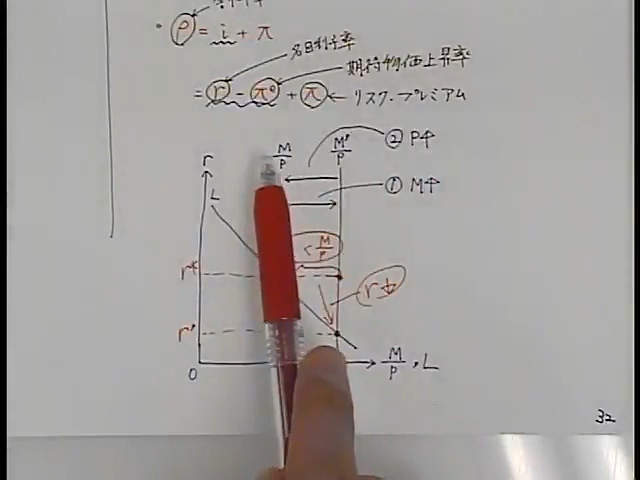 ・ρ = i + π
名目利子率
期待物価上昇率
= r - πe + π ← リスク・プレミアム
r
M/P
M'/P
② P↑
① M↑
L
< M/P
r*
r↓
r'
0
M/P , L
32